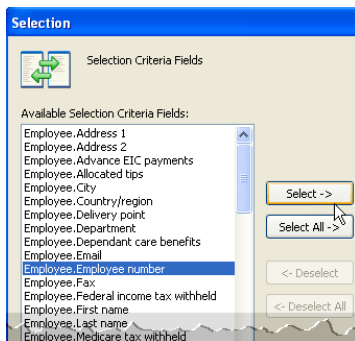 Selection
Selection Criteria Fields
Available Selection Criteria Fields:
Employee.Address 1
Employee.Address 2
Employee.Advance EIC payments
Employee.Allocated tips
Employee.City
Employee.Country/region
Employee.Delivery point
Employee.Department
Employee.Dependant care benefits
Employee.Email
Employee.Employee number
Employee.Fax
Employee.Federal income tax withheld
Employee.First name
Employee.Last name
Employee.Medicare tax withheld
Select ->
Select All ->
<- Deselect
<- Deselect All